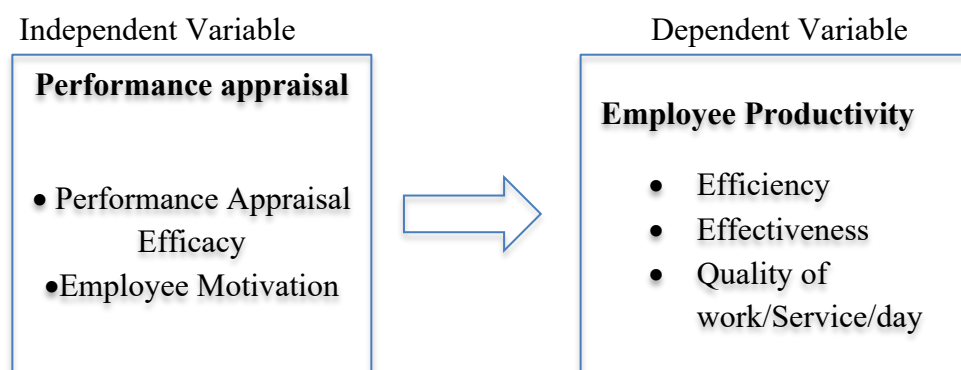 Independent Variable
Dependent Variable
Performance appraisal
• Performance Appraisal
Efficacy
•Employee Motivation
Employee Productivity
• Efficiency
• Effectiveness
• Quality of
work/Service/day